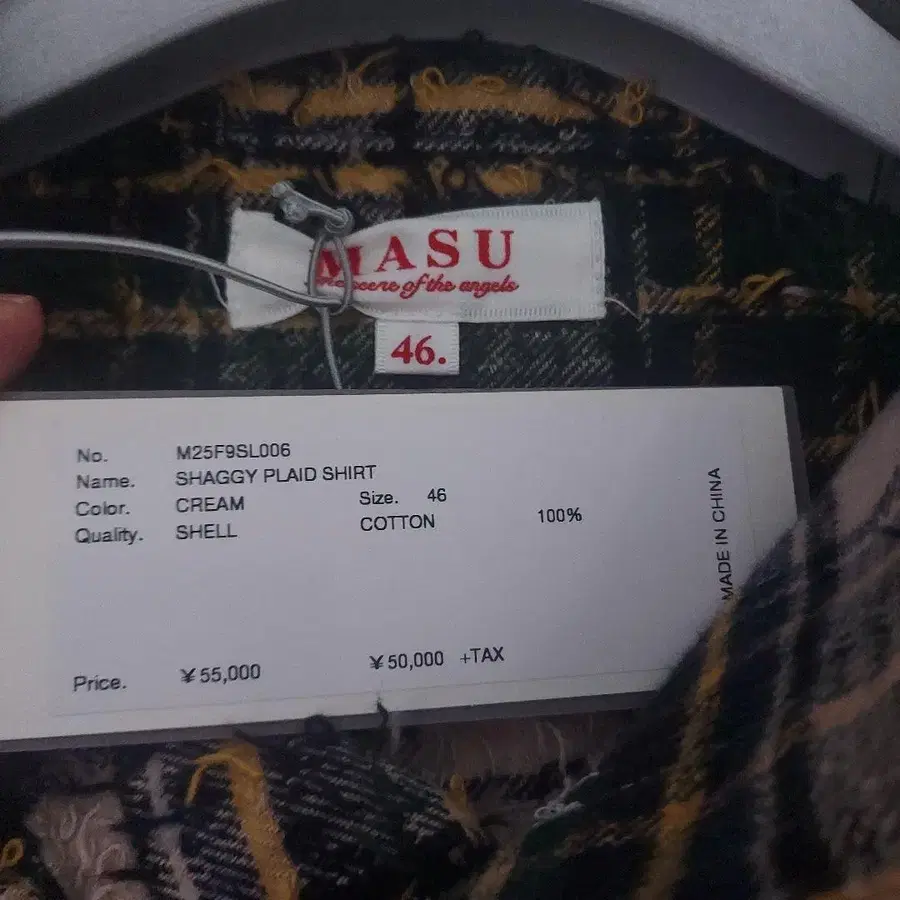 MASU
scene of the angels
46.
No. M25F9SL006
Name. SHAGGY PLAID SHIRT
Color. CREAM Size. 46
Quality. SHELL COTTON 100%
MADE IN CHINA
Price. ¥55,000 ¥50,000 +TAX